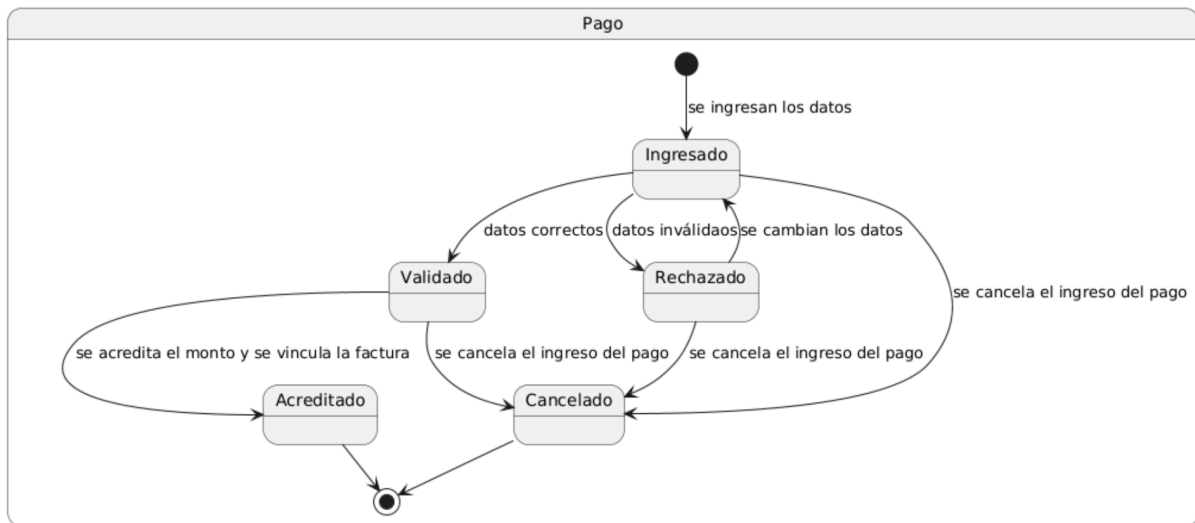 Pago
se ingresan los datos
Ingresado
datos correctos
datos inválidaos
se cambian los datos
Validado
Rechazado
se cancela el ingreso del pago
se acredita el monto y se vincula la factura
se cancela el ingreso del pago
se cancela el ingreso del pago
Acreditado
Cancelado